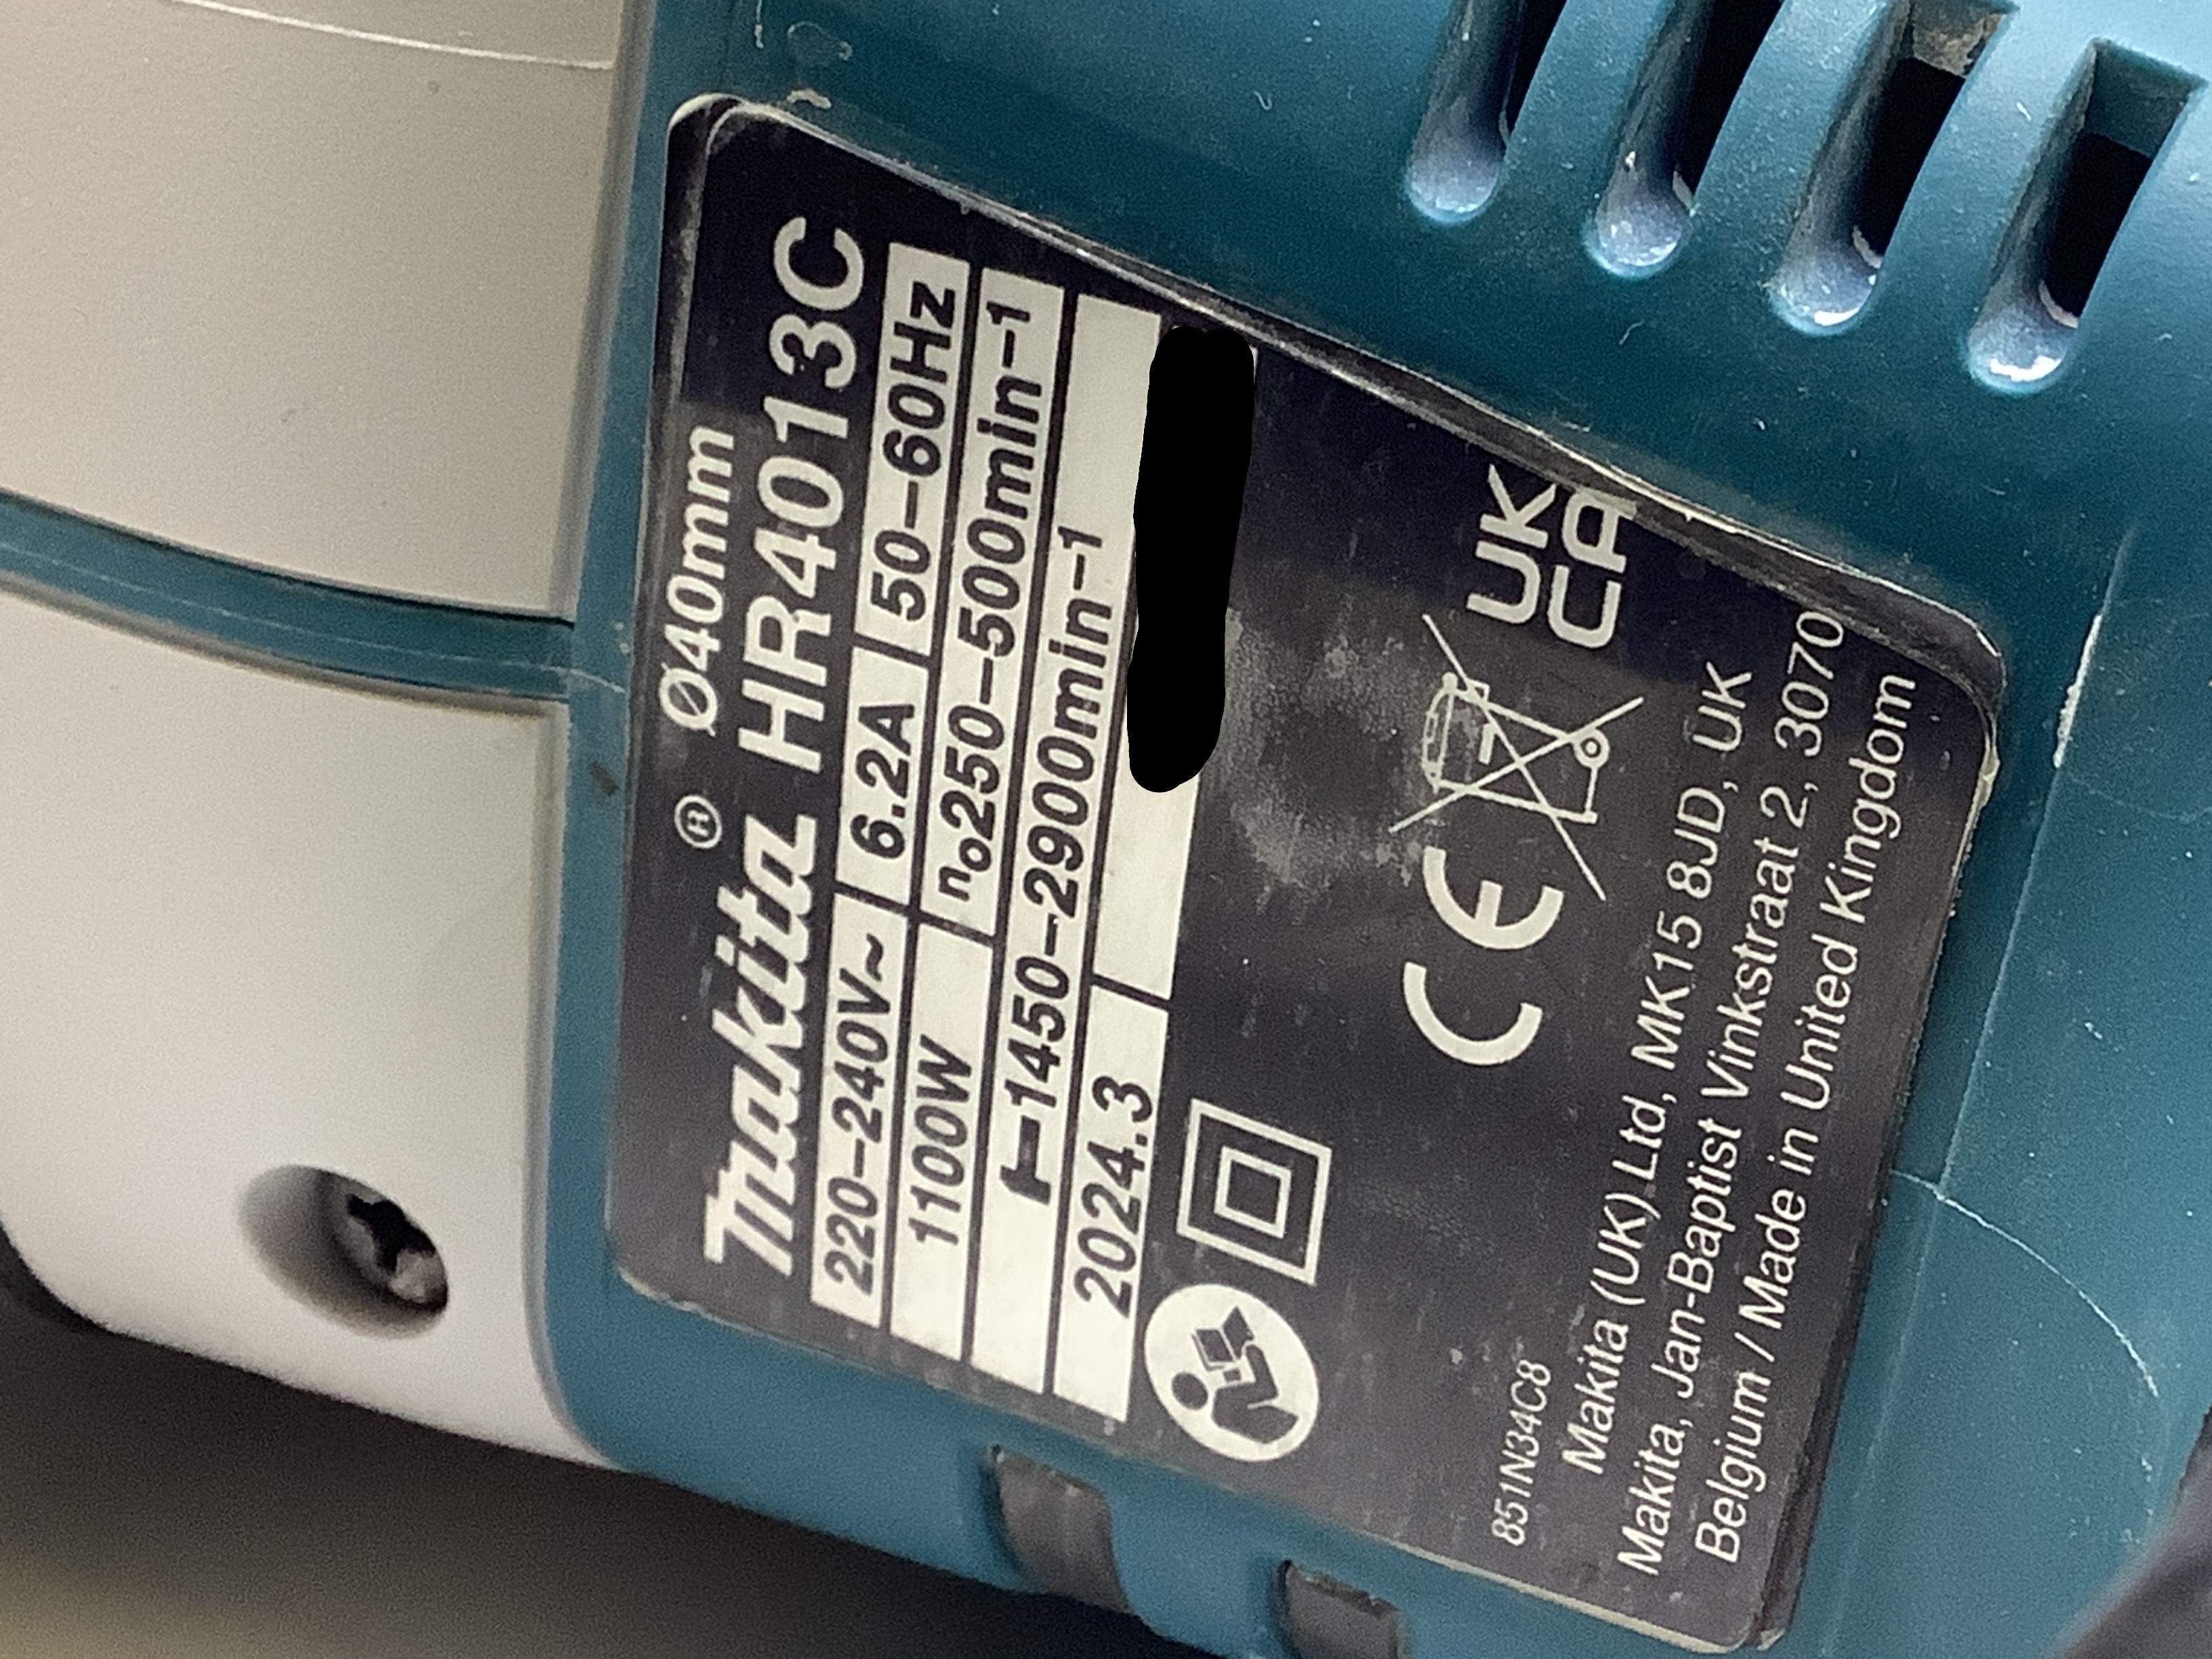 makita® Ø40mm
HR4013C
220–240V~ 6.2A 50–60Hz
1100W n₀250–500min⁻¹
1450–2900min⁻¹
2024.3
CE
UK
CA
851N34C8
Makita (UK) Ltd, MK15 8JD, UK
Makita, Jan-Baptist Vinkstraat 2, 3070
Belgium / Made in United Kingdom